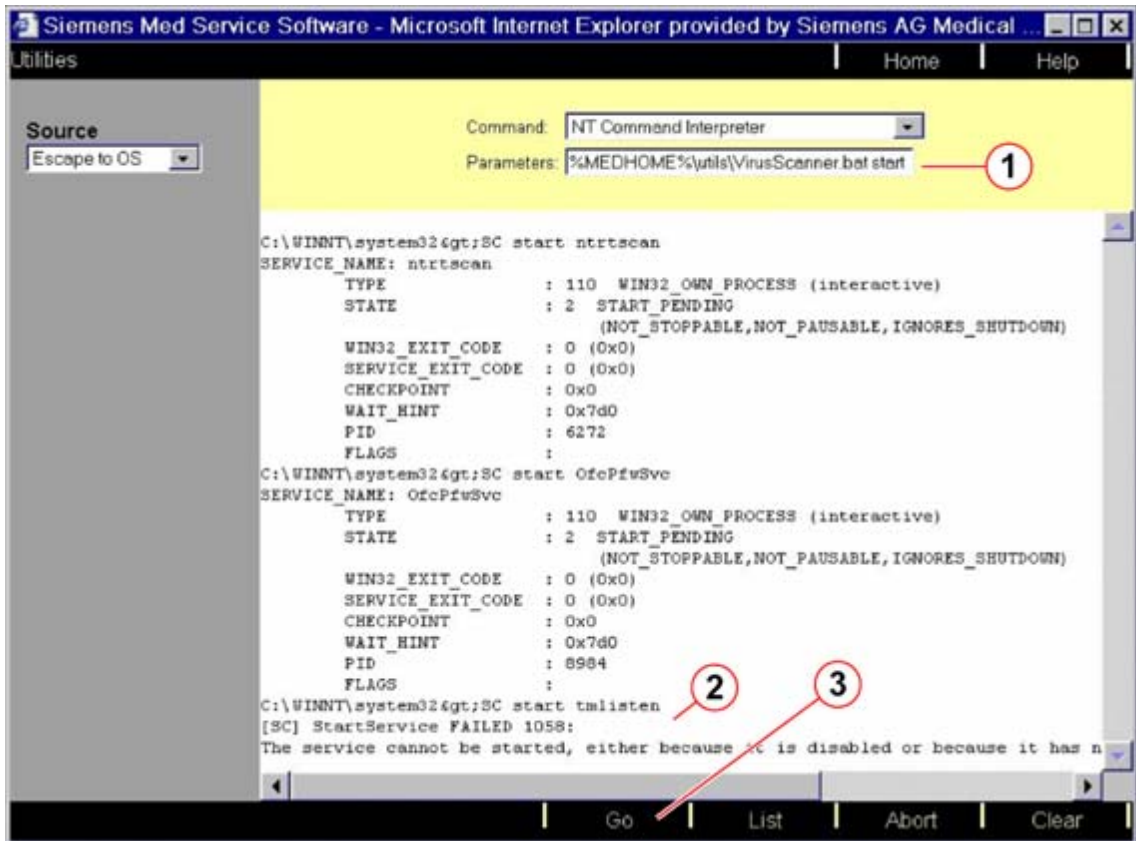 Siemens Med Service Software - Microsoft Internet Explorer provided by Siemens AG Medical ...
Utilities
Home
Help
Source
Escape to OS
Command: NT Command Interpreter
Parameters: %MEDHOME%\utils\VirusScanner.bat start
1
C:\WINNT\system32&gt;SC start ntrtscan
SERVICE_NAME: ntrtscan
TYPE : 110 WIN32_OWN_PROCESS (interactive)
STATE : 2 START_PENDING
(NOT_STOPPABLE,NOT_PAUSABLE,IGNORES_SHUTDOWN)
WIN32_EXIT_CODE : 0 (0x0)
SERVICE_EXIT_CODE : 0 (0x0)
CHECKPOINT : 0x0
WAIT_HINT : 0x7d0
PID : 6272
FLAGS :
C:\WINNT\system32&gt;SC start OfcPfwSvc
SERVICE_NAME: OfcPfwSvc
TYPE : 110 WIN32_OWN_PROCESS (interactive)
STATE : 2 START_PENDING
(NOT_STOPPABLE,NOT_PAUSABLE,IGNORES_SHUTDOWN)
WIN32_EXIT_CODE : 0 (0x0)
SERVICE_EXIT_CODE : 0 (0x0)
CHECKPOINT : 0x0
WAIT_HINT : 0x7d0
PID : 8984
FLAGS :
2
3
C:\WINNT\system32&gt;SC start tmlisten
[SC] StartService FAILED 1058:
The service cannot be started, either because it is disabled or because it has n
Go
List
Abort
Clear